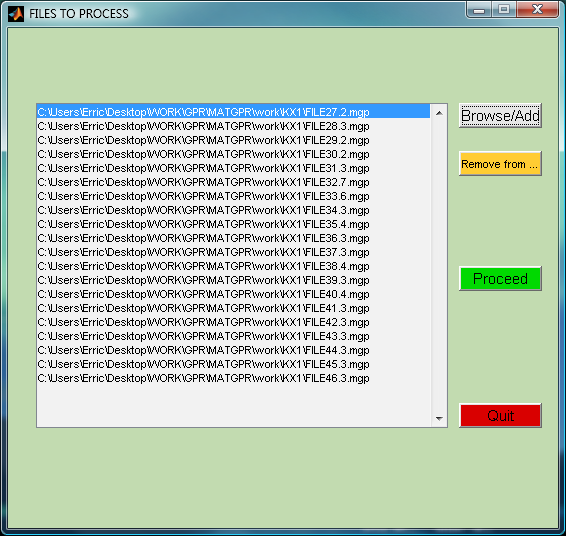 FILES TO PROCESS
C:\Users\Erric\Desktop\WORK\GPR\MATGPR\work\KX1\FILE27.2.mgp
C:\Users\Erric\Desktop\WORK\GPR\MATGPR\work\KX1\FILE28.3.mgp
C:\Users\Erric\Desktop\WORK\GPR\MATGPR\work\KX1\FILE29.2.mgp
C:\Users\Erric\Desktop\WORK\GPR\MATGPR\work\KX1\FILE30.2.mgp
C:\Users\Erric\Desktop\WORK\GPR\MATGPR\work\KX1\FILE31.3.mgp
C:\Users\Erric\Desktop\WORK\GPR\MATGPR\work\KX1\FILE32.7.mgp
C:\Users\Erric\Desktop\WORK\GPR\MATGPR\work\KX1\FILE33.6.mgp
C:\Users\Erric\Desktop\WORK\GPR\MATGPR\work\KX1\FILE34.3.mgp
C:\Users\Erric\Desktop\WORK\GPR\MATGPR\work\KX1\FILE35.4.mgp
C:\Users\Erric\Desktop\WORK\GPR\MATGPR\work\KX1\FILE36.3.mgp
C:\Users\Erric\Desktop\WORK\GPR\MATGPR\work\KX1\FILE37.3.mgp
C:\Users\Erric\Desktop\WORK\GPR\MATGPR\work\KX1\FILE38.4.mgp
C:\Users\Erric\Desktop\WORK\GPR\MATGPR\work\KX1\FILE39.3.mgp
C:\Users\Erric\Desktop\WORK\GPR\MATGPR\work\KX1\FILE40.4.mgp
C:\Users\Erric\Desktop\WORK\GPR\MATGPR\work\KX1\FILE41.3.mgp
C:\Users\Erric\Desktop\WORK\GPR\MATGPR\work\KX1\FILE42.3.mgp
C:\Users\Erric\Desktop\WORK\GPR\MATGPR\work\KX1\FILE43.3.mgp
C:\Users\Erric\Desktop\WORK\GPR\MATGPR\work\KX1\FILE44.3.mgp
C:\Users\Erric\Desktop\WORK\GPR\MATGPR\work\KX1\FILE45.3.mgp
C:\Users\Erric\Desktop\WORK\GPR\MATGPR\work\KX1\FILE46.3.mgp
Browse/Add
Remove from ...
Proceed
Quit